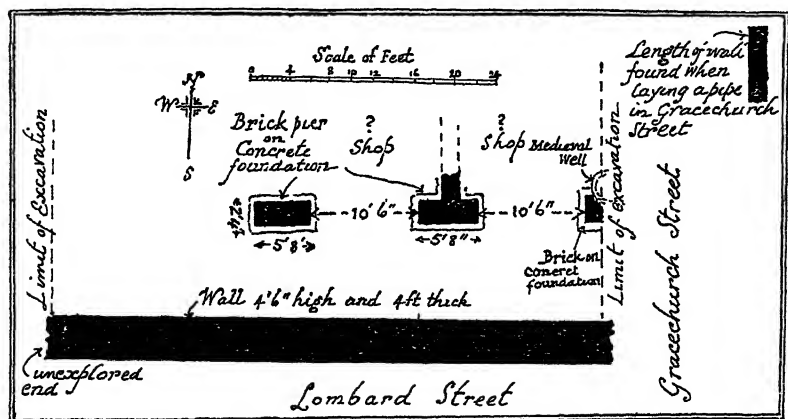 Scale of Feet
0 4 8 10 12 16 20 24
N
W E
S
Length of wall
found when
laying a pipe
in Gracechurch
Street
Brick pier
on
Concrete
foundation
?
Shop
?
Shop
Medieval
Well
Limit of Excavation
Limit of excavation
Gracechurch Street
2'4"
10'6"
10'6"
5'8"
5'8"
Brick on
concret
foundation
Wall 4'6" high and 4ft thick
unexplored
end
Lombard Street